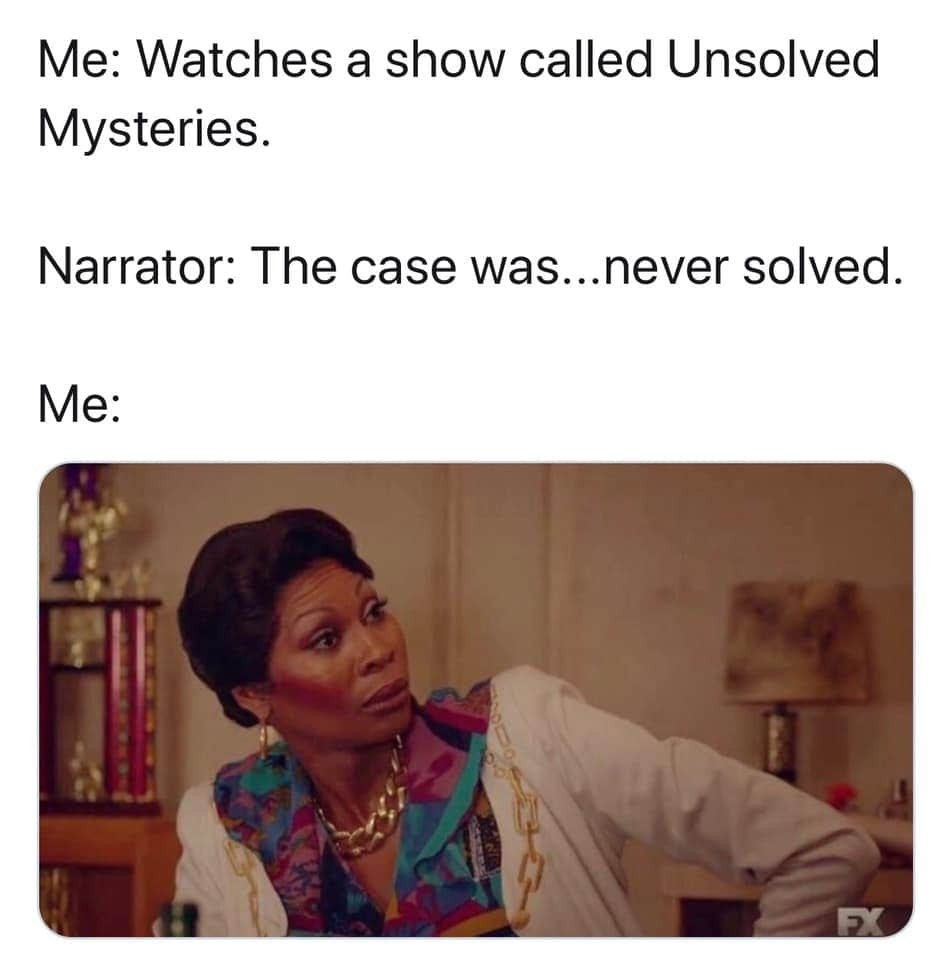 Me: Watches a show called Unsolved
Mysteries.
Narrator: The case was...never solved.
Me:
FX